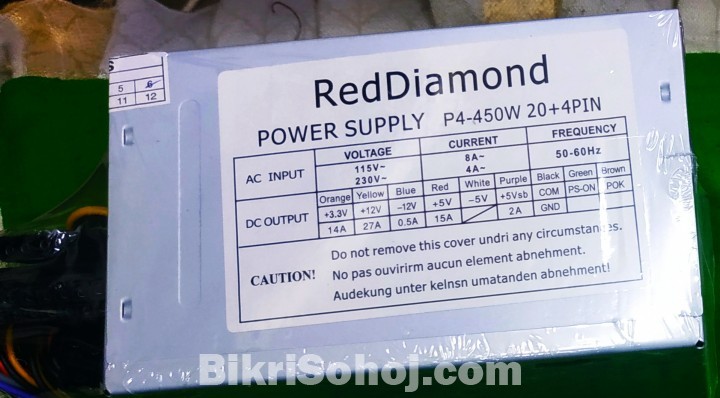 S
5 6
11 12
RedDiamond
POWER SUPPLY P4-450W 20+4PIN
AC INPUT VOLTAGE CURRENT FREQUENCY
115V~ 8A~ 50-60Hz
230V~ 4A~
DC OUTPUT Orange Yellow Blue Red White Purple Black Green Brown
+3.3V +12V -12V +5V -5V +5Vsb COM PS-ON POK
14A 27A 0.5A 15A 2A GND
CAUTION! Do not remove this cover undri any circumstances.
No pas ouvirirm aucun element abnehment.
Audekung unter kelnsn umatanden abnehment!
BikriSohoj.com